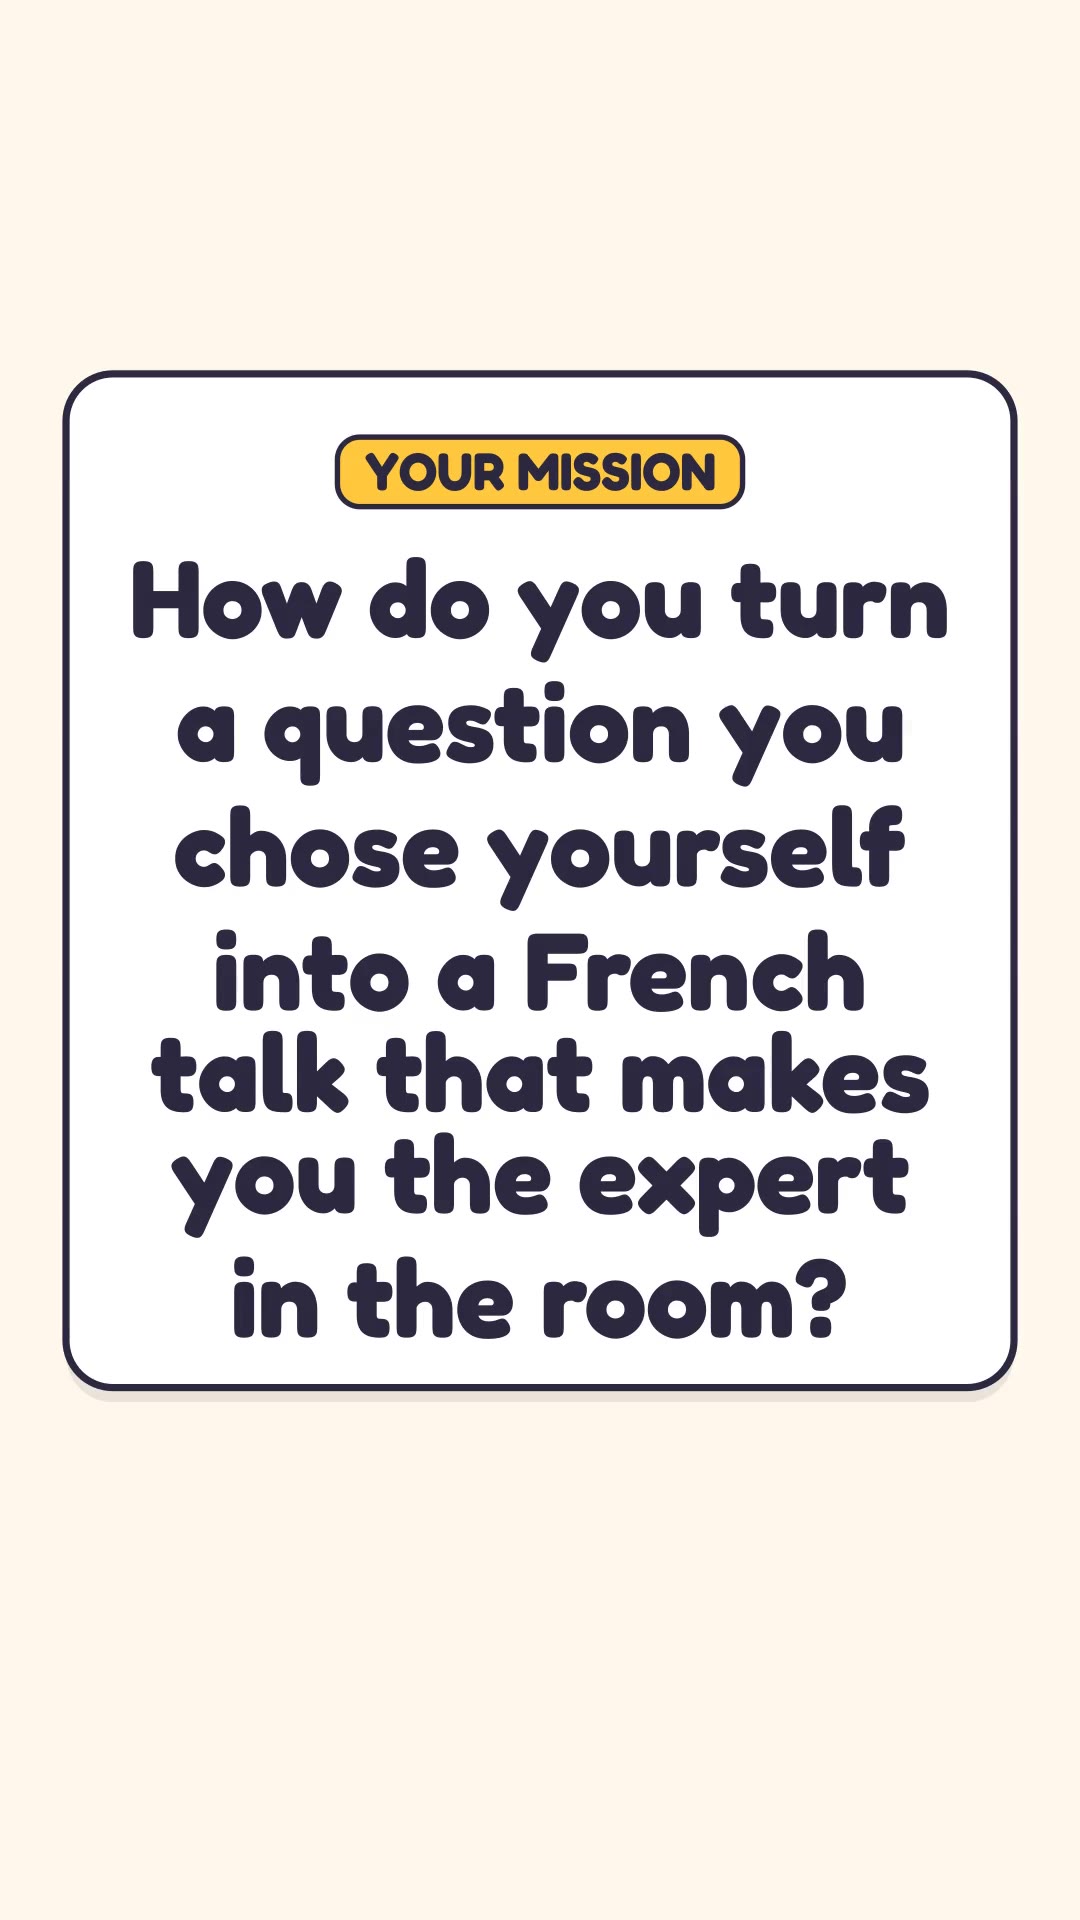 YOUR MISSION
How do you turn
a question you
chose yourself
into a French
talk that makes
you the expert
in the room?